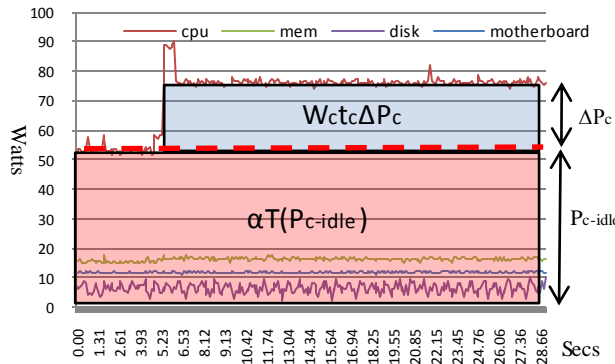 100
cpu mem disk motherboard
90
80
70
60
50
40
30
20
10
0
Watts
WctcΔPc
ΔPc
αT(Pc-idle)
Pc-idle
0.00 1.31 2.61 3.93 5.23 6.53 8.12 9.13 10.42 11.74 13.04 14.34 15.64 16.94 18.25 19.55 20.85 22.15 23.45 24.76 26.06 27.36 28.66
Secs